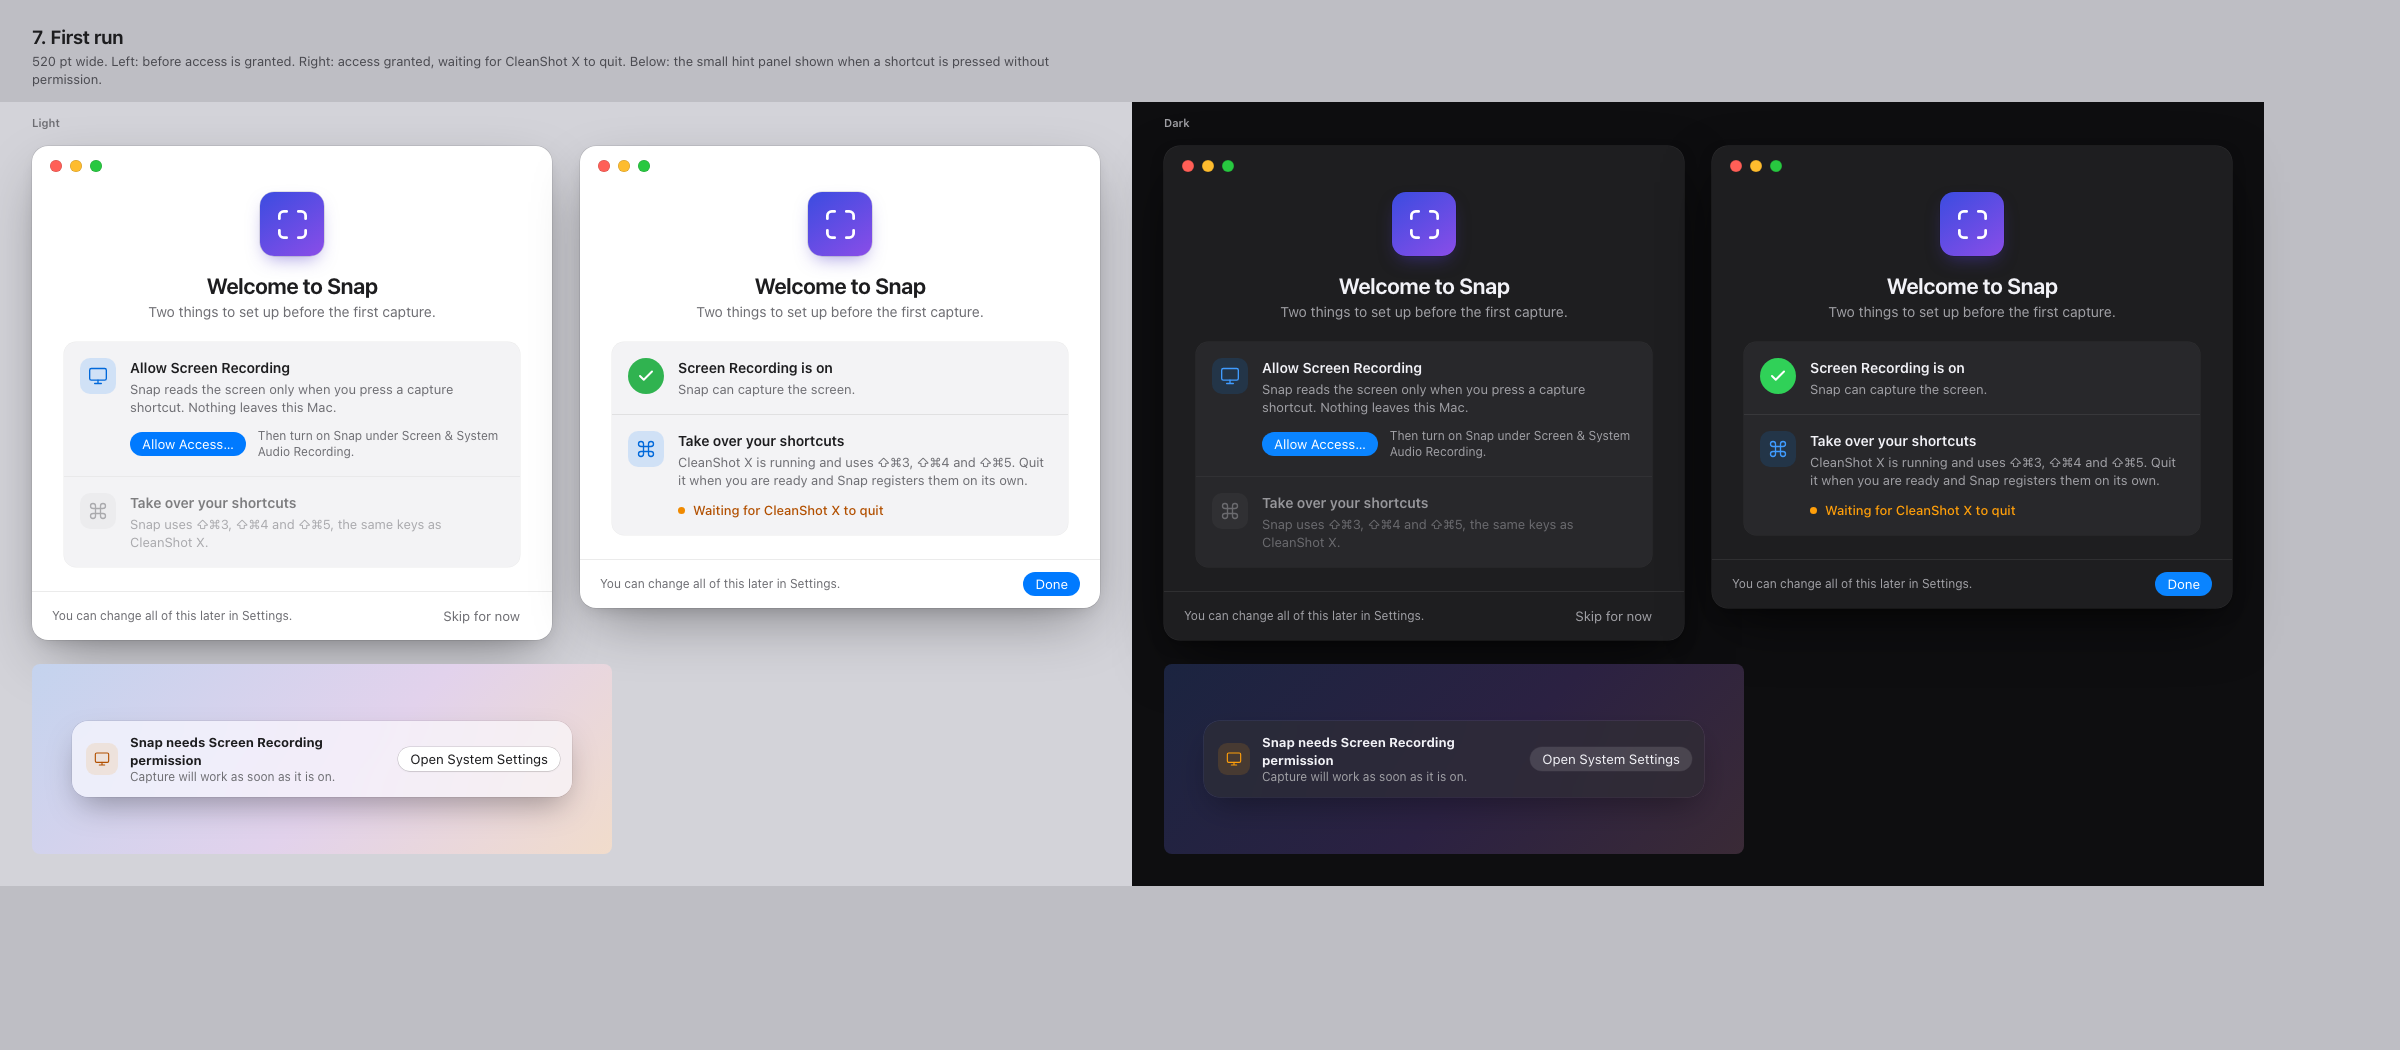 7. First run
520 pt wide. Left: before access is granted. Right: access granted, waiting for CleanShot X to quit. Below: the small hint panel shown when a shortcut is pressed without
permission.
Light
Welcome to Snap
Two things to set up before the first capture.
Allow Screen Recording
Snap reads the screen only when you press a capture
shortcut. Nothing leaves this Mac.
Allow Access...
Then turn on Snap under Screen & System
Audio Recording.
Take over your shortcuts
Snap uses ⇧⌘3, ⇧⌘4 and ⇧⌘5, the same keys as
CleanShot X.
You can change all of this later in Settings.
Skip for now
Welcome to Snap
Two things to set up before the first capture.
Screen Recording is on
Snap can capture the screen.
Take over your shortcuts
CleanShot X is running and uses ⇧⌘3, ⇧⌘4 and ⇧⌘5. Quit
it when you are ready and Snap registers them on its own.
Waiting for CleanShot X to quit
You can change all of this later in Settings.
Done
Snap needs Screen Recording
permission
Capture will work as soon as it is on.
Open System Settings
Dark
Welcome to Snap
Two things to set up before the first capture.
Allow Screen Recording
Snap reads the screen only when you press a capture
shortcut. Nothing leaves this Mac.
Allow Access...
Then turn on Snap under Screen & System
Audio Recording.
Take over your shortcuts
Snap uses ⇧⌘3, ⇧⌘4 and ⇧⌘5, the same keys as
CleanShot X.
You can change all of this later in Settings.
Skip for now
Welcome to Snap
Two things to set up before the first capture.
Screen Recording is on
Snap can capture the screen.
Take over your shortcuts
CleanShot X is running and uses ⇧⌘3, ⇧⌘4 and ⇧⌘5. Quit
it when you are ready and Snap registers them on its own.
Waiting for CleanShot X to quit
You can change all of this later in Settings.
Done
Snap needs Screen Recording
permission
Capture will work as soon as it is on.
Open System Settings